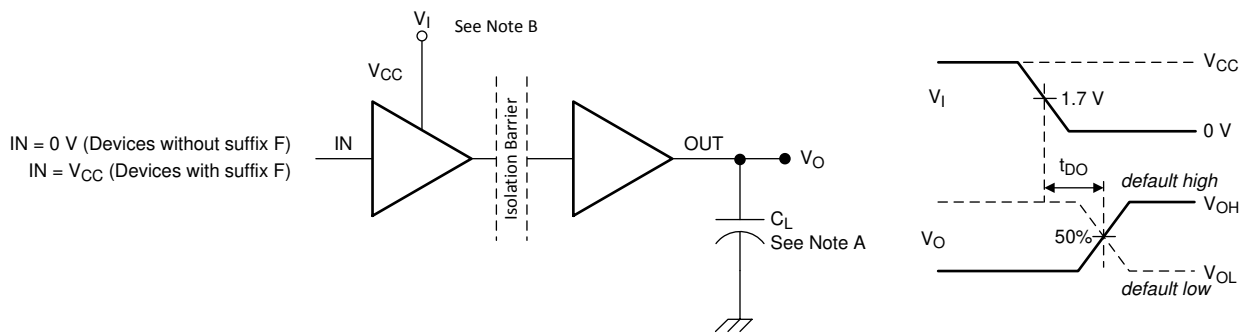 V_I
See Note B
V_CC
IN = 0 V (Devices without suffix F)
IN = V_CC (Devices with suffix F)
IN
Isolation Barrier
OUT
V_O
C_L
See Note A
V_CC
V_I
1.7 V
0 V
t_DO
default high
V_OH
V_O
50%
V_OL
default low